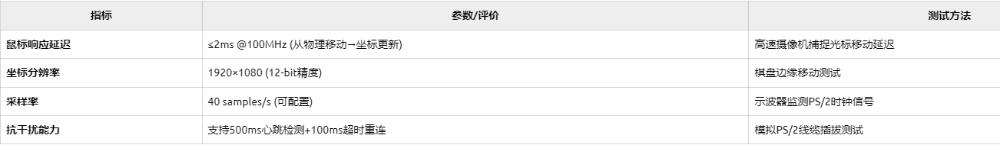 指标 参数/评价 测试方法
鼠标响应延迟 ≤2ms @100MHz (从物理移动→坐标更新) 高速摄像机捕捉光标移动延迟
坐标分辨率 1920×1080 (12-bit精度) 棋盘边缘移动测试
采样率 40 samples/s (可配置) 示波器监测PS/2时钟信号
抗干扰能力 支持500ms心跳检测+100ms超时重连 模拟PS/2线缆插拔测试